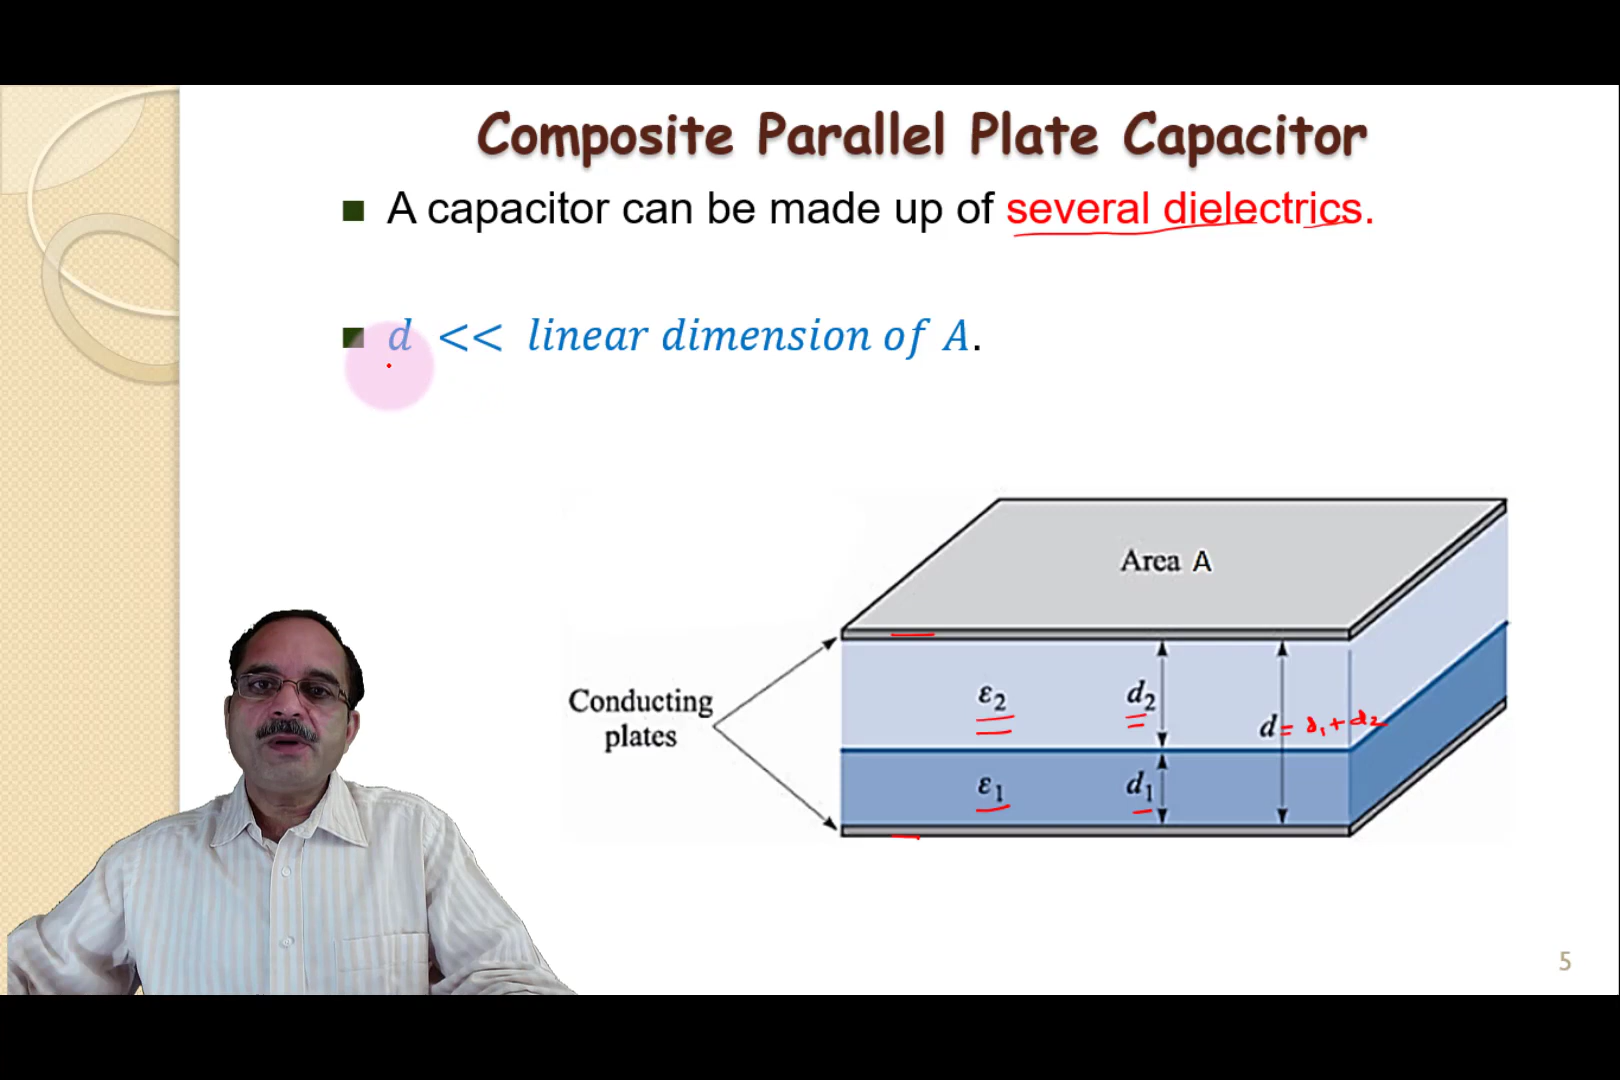 Composite Parallel Plate Capacitor
A capacitor can be made up of several dielectrics.
d << linear dimension of A.
Area A
Conducting
plates
ε₂
d₂
d = d₁ + d₂
ε₁
d₁
5